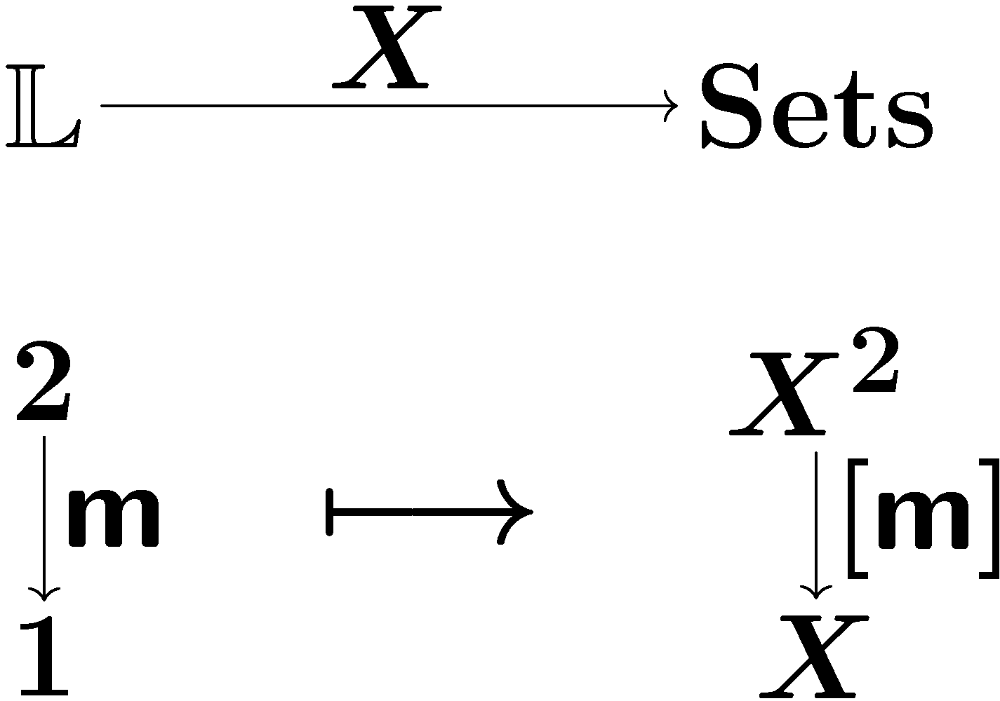 𝕃 X Sets
2 X²
m ⟼ [m]
1 X